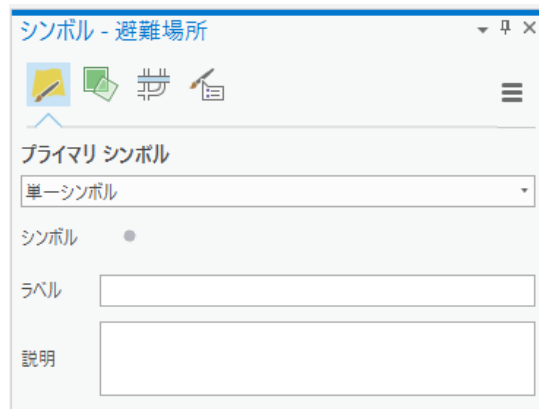 シンボル - 避難場所
プライマリ シンボル
単一シンボル
シンボル
ラベル
説明